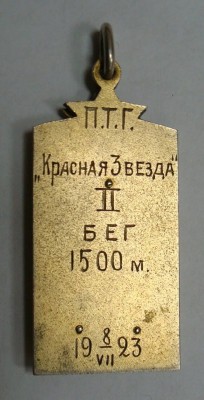 П.Т.Г.
„Красная Звезда"
II
БЕГ
1500 м.
19 8/VII 23